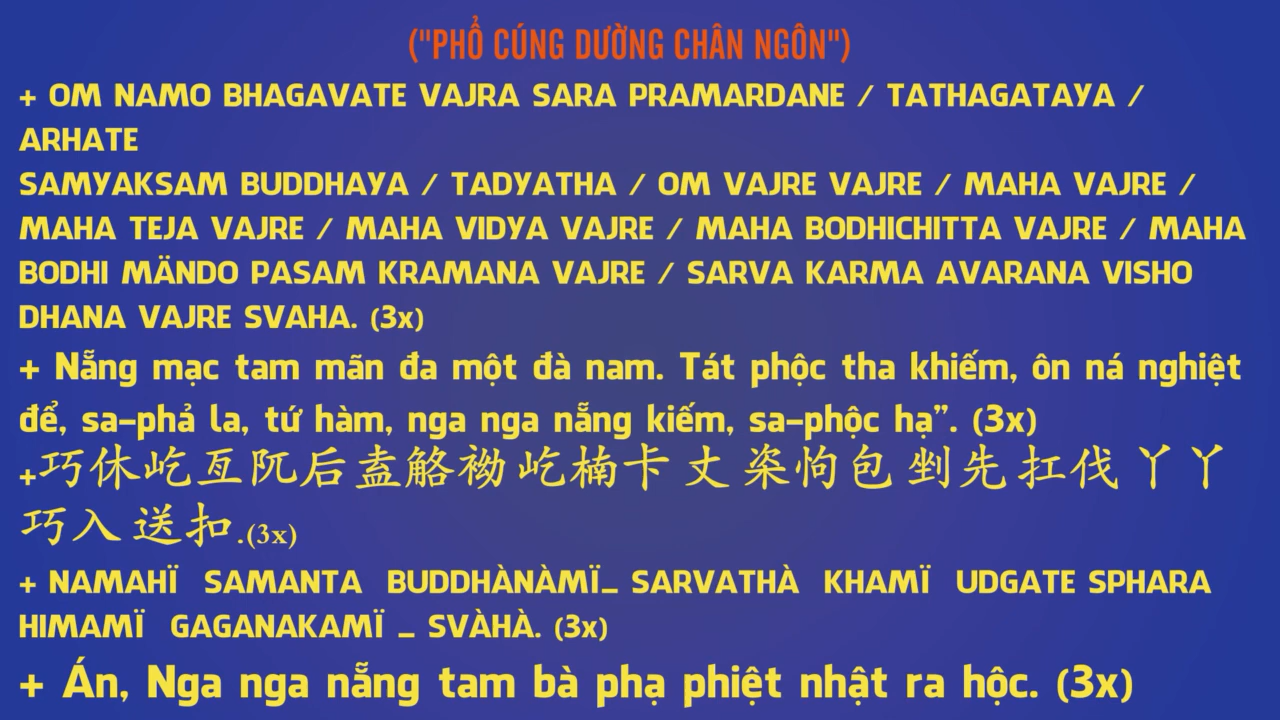 ("PHỔ CÚNG DƯỜNG CHÂN NGÔN")
+ OM NAMO BHAGAVATE VAJRA SARA PRAMARDANE / TATHAGATAYA /
ARHATE
SAMYAKSAM BUDDHAYA / TADYATHA / OM VAJRE VAJRE / MAHA VAJRE /
MAHA TEJA VAJRE / MAHA VIDYA VAJRE / MAHA BODHICHITTA VAJRE / MAHA
BODHI MÄNDO PASAM KRAMANA VAJRE / SARVA KARMA AVARANA VISHO
DHANA VAJRE SVAHA. (3x)
+ Nẵng mạc tam mãn đa một đà nam. Tát phộc tha khiếm, ôn ná nghiệt
để, sa-phả la, tứ hàm, nga nga nẵng kiếm, sa-phộc hạ”. (3x)
+巧休屹亙阢后盍觡褹屹楠卡丈 栥怐包 剉先 扛伐 丫丫
巧入送扣.(3x)
+ NAMAHÏ SAMANTA BUDDHÀNÀMÏ_ SARVATHÀ KHAMÏ UDGATE SPHARA
HIMAMÏ GAGANAKAMÏ _ SVÀHÀ. (3x)
+ Án, Nga nga nẵng tam bà phạ phiệt nhật ra hộc. (3x)